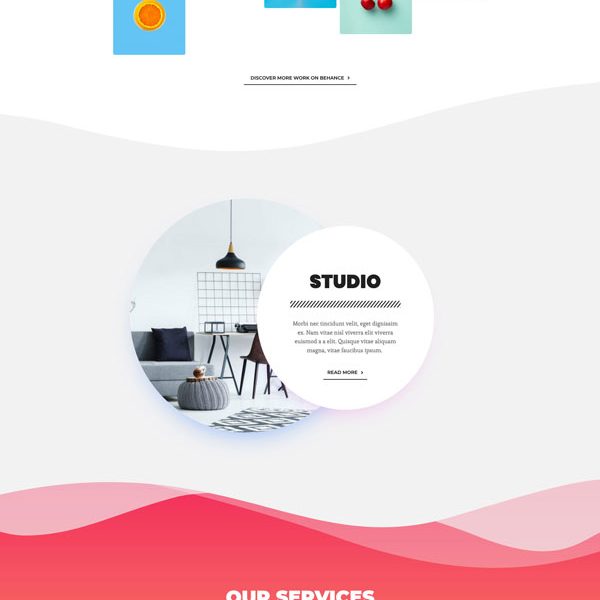 DISCOVER MORE WORK ON BEHANCE >
STUDIO
Morbi nec tincidunt velit, eget dignissim
ex. Nam vitae nisl viverra elit viverra
euismod a a elit. Quisque vitae aliquam
magna, vitae faucibus ipsum.
READ MORE >
OUR SERVICES